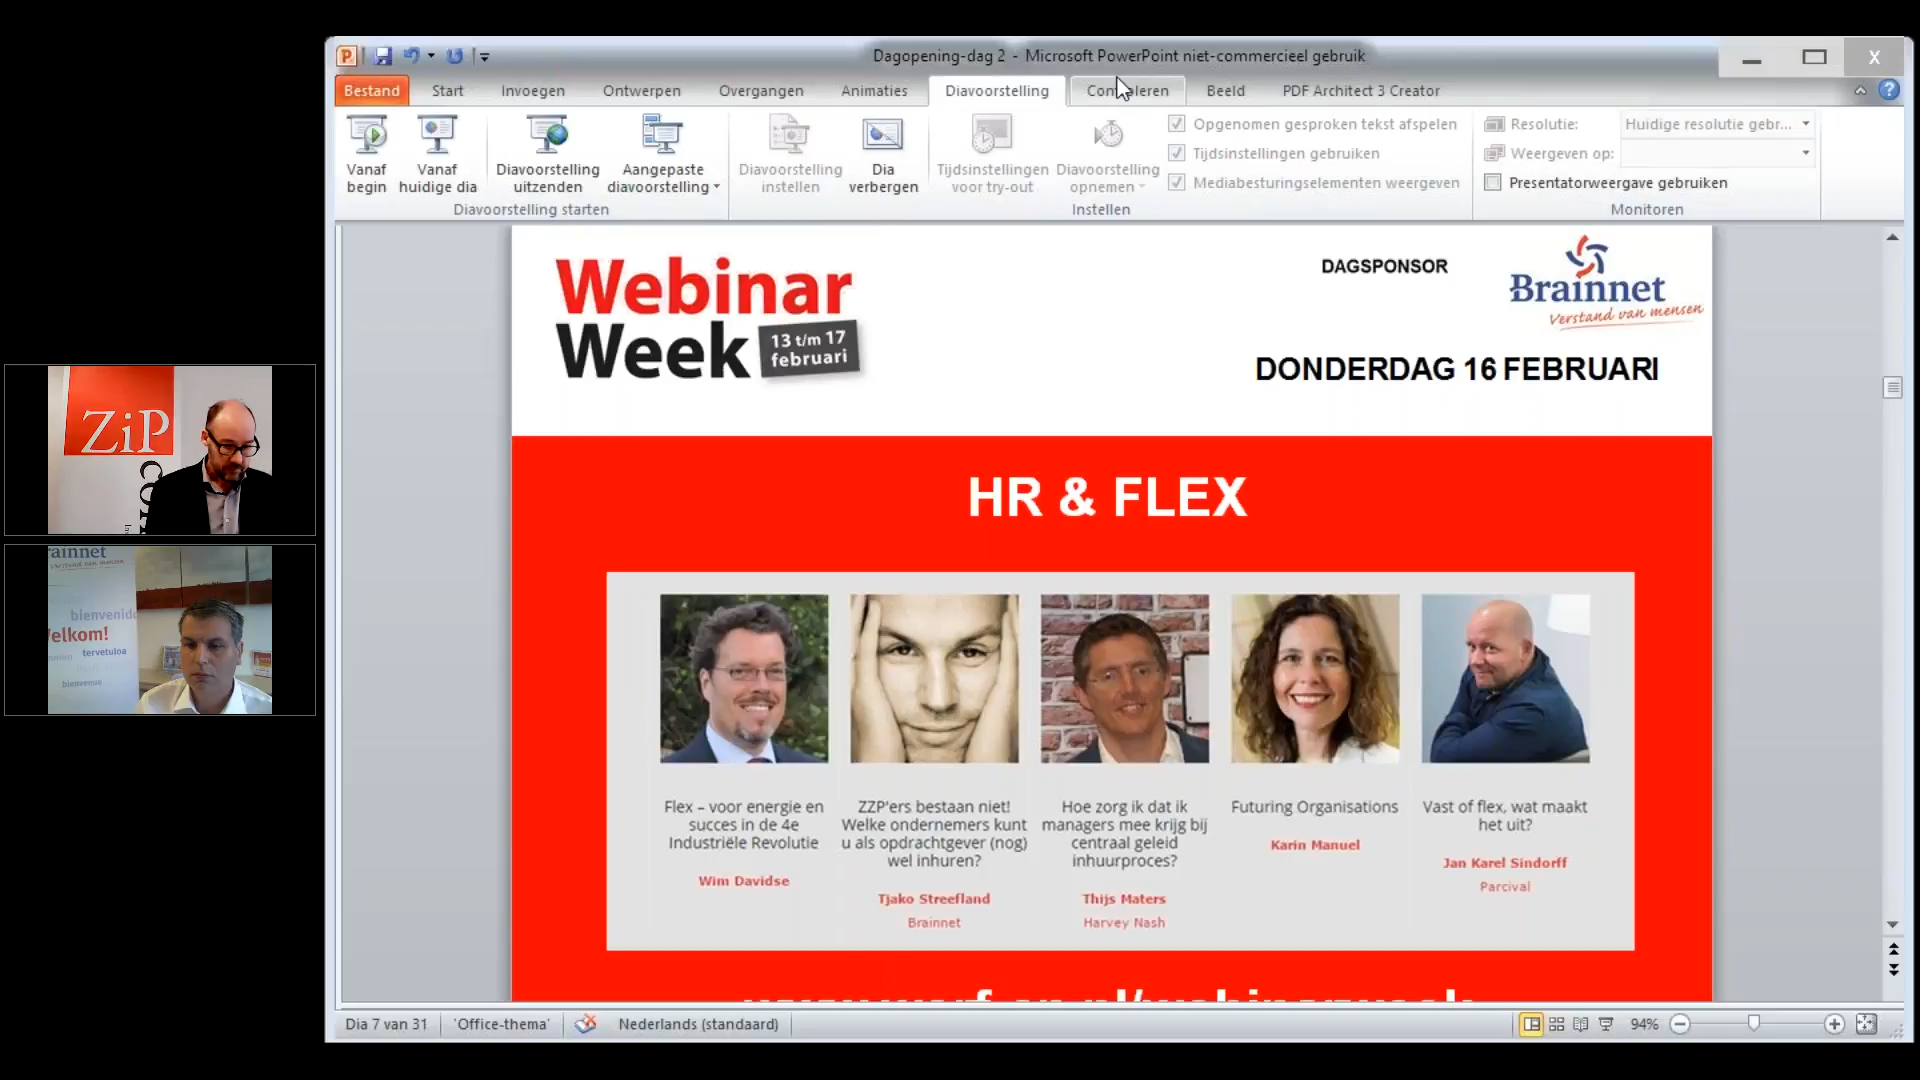 Dagopening-dag 2 - Microsoft PowerPoint niet-commercieel gebruik
Bestand Start Invoegen Ontwerpen Overgangen Animaties Diavoorstelling Beeld PDF Architect 3 Creator
Vanaf begin
Vanaf huidige dia
Diavoorstelling uitzenden
Aangepaste diavoorstelling
Diavoorstelling starten
Diavoorstelling instellen
Dia verbergen
Tijdsinstellingen voor try-out
Diavoorstelling opnemen
Opgenomen gesproken tekst afspelen
Tijdsinstellingen gebruiken
Mediabesturingselementen weergeven
Instellen
Resolutie: Huidige resolutie gebr...
Weergeven op:
Presentatorweergave gebruiken
Monitoren
Webinar
Week
13 t/m 17
februari
DAGSPONSOR
Brainnet
Verstand van mensen
DONDERDAG 16 FEBRUARI
HR & FLEX
Flex – voor energie en
succes in de 4e
Industriële Revolutie
Wim Davidse
ZZP'ers bestaan niet!
Welke ondernemers kunt
u als opdrachtgever (nog)
wel inhuren?
Tjako Streefland
Brainnet
Hoe zorg ik dat ik
managers mee krijg bij
centraal geleid
inhuurproces?
Thijs Maters
Harvey Nash
Futuring Organisations
Karin Manuel
Vast of flex, wat maakt
het uit?
Jan Karel Sindorff
Parcival
Dia 7 van 31 'Office-thema' Nederlands (standaard) 94%
ZiP
bienvenue
tervetuloa